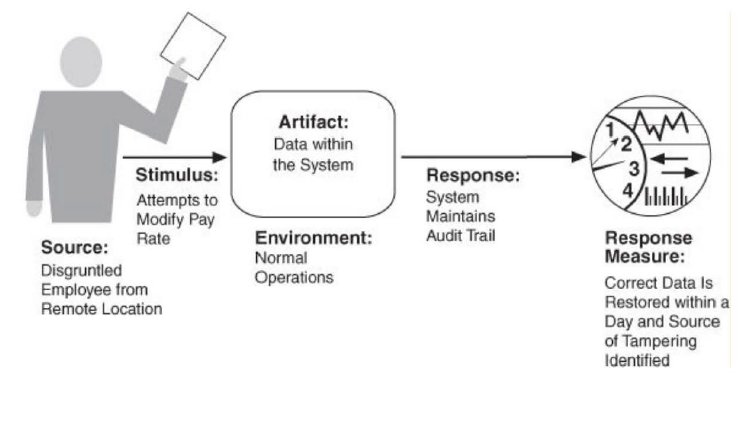 Source:
Disgruntled
Employee from
Remote Location
Stimulus:
Attempts to
Modify Pay
Rate
Artifact:
Data within
the System
Environment:
Normal
Operations
Response:
System
Maintains
Audit Trail
1
2
3
4
Response
Measure:
Correct Data Is
Restored within a
Day and Source
of Tampering
Identified